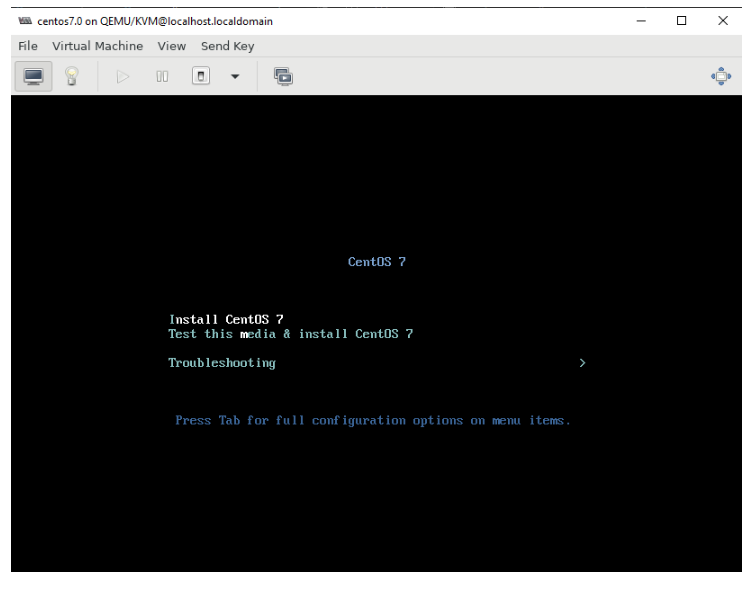 centos7.0 on QEMU/KVM@localhost.localdomain
File Virtual Machine View Send Key
CentOS 7
Install CentOS 7
Test this media & install CentOS 7
Troubleshooting >
Press Tab for full configuration options on menu items.